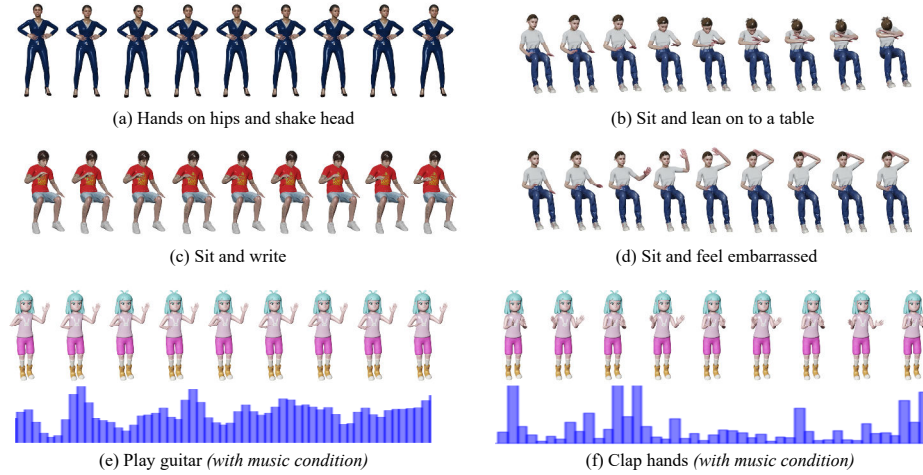 (a) Hands on hips and shake head
(b) Sit and lean on to a table
(c) Sit and write
(d) Sit and feel embarrassed
(e) Play guitar (with music condition)
(f) Clap hands (with music condition)